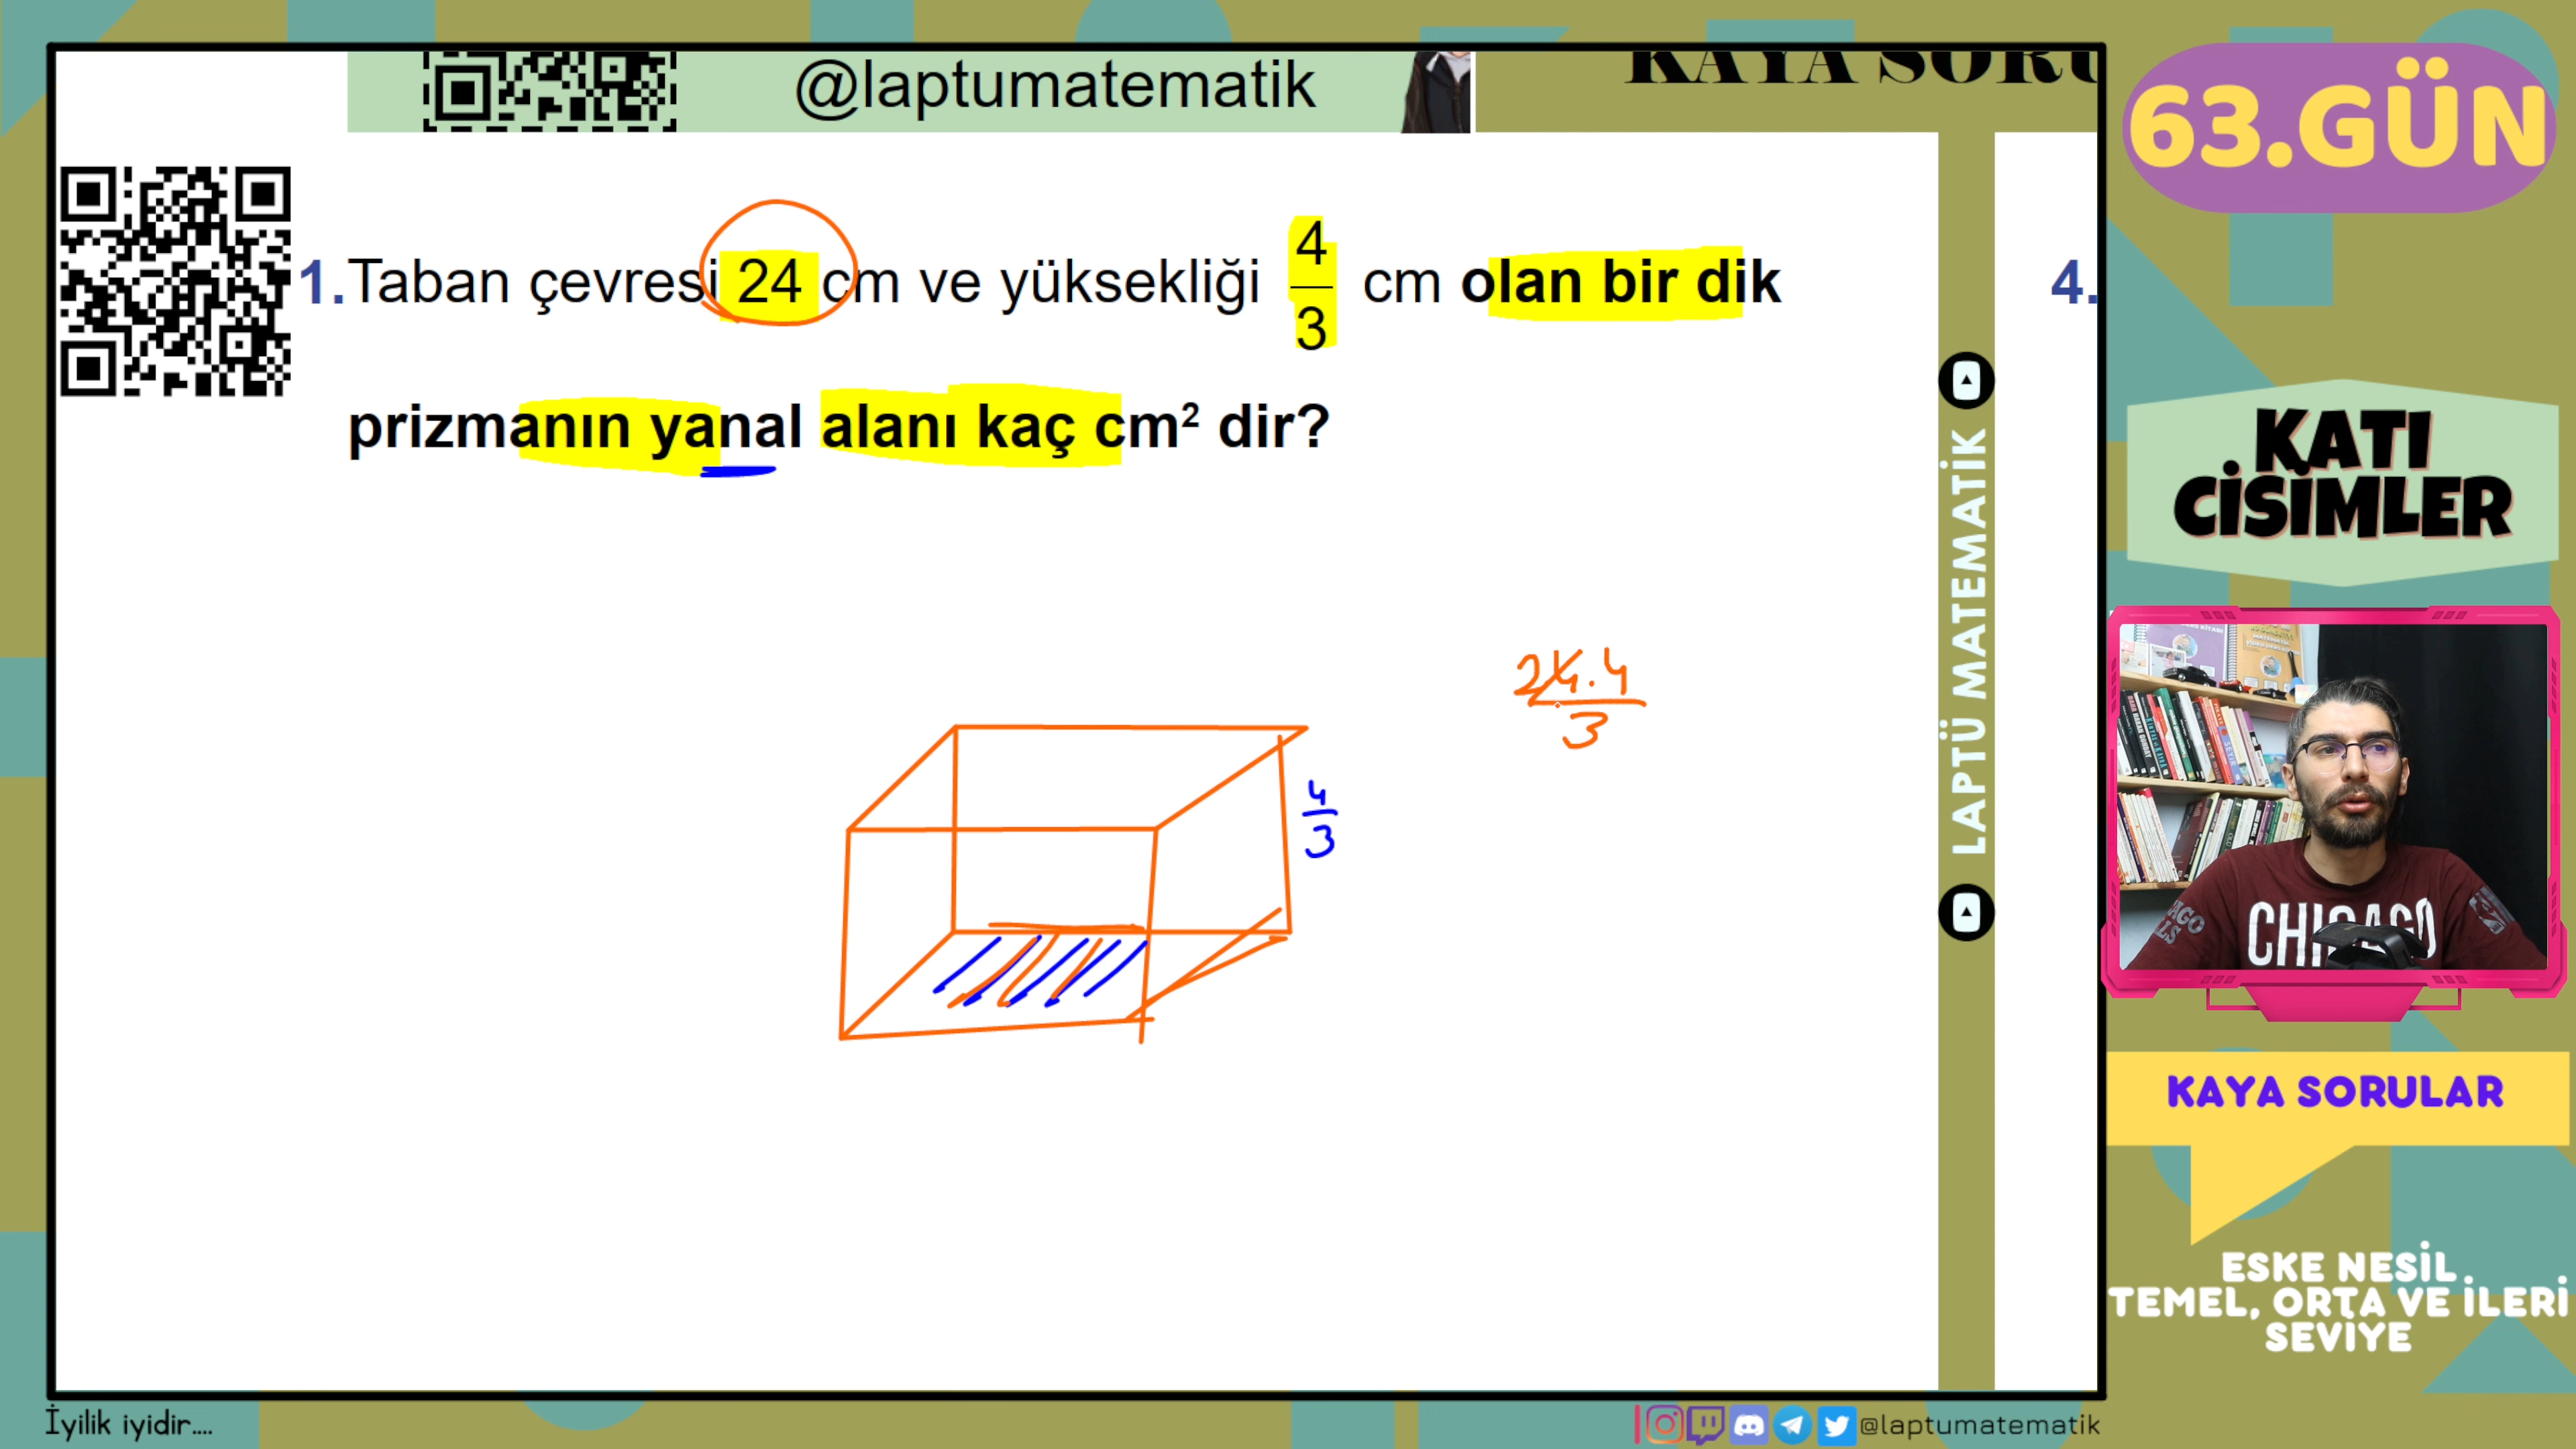 @laptumatematik
KAYA SORU
63.GÜN
1. Taban çevresi 24 cm ve yüksekliği 4/3 cm olan bir dik
prizmanın yanal alanı kaç cm² dir?
4.
LAPTÜ MATEMATİK
24.4
3
4
3
KATI
CİSİMLER
CHICAGO
KAYA SORULAR
ESKE NESİL
TEMEL, ORTA VE İLERİ
SEVİYE
İyilik iyidir....
@laptumatematik